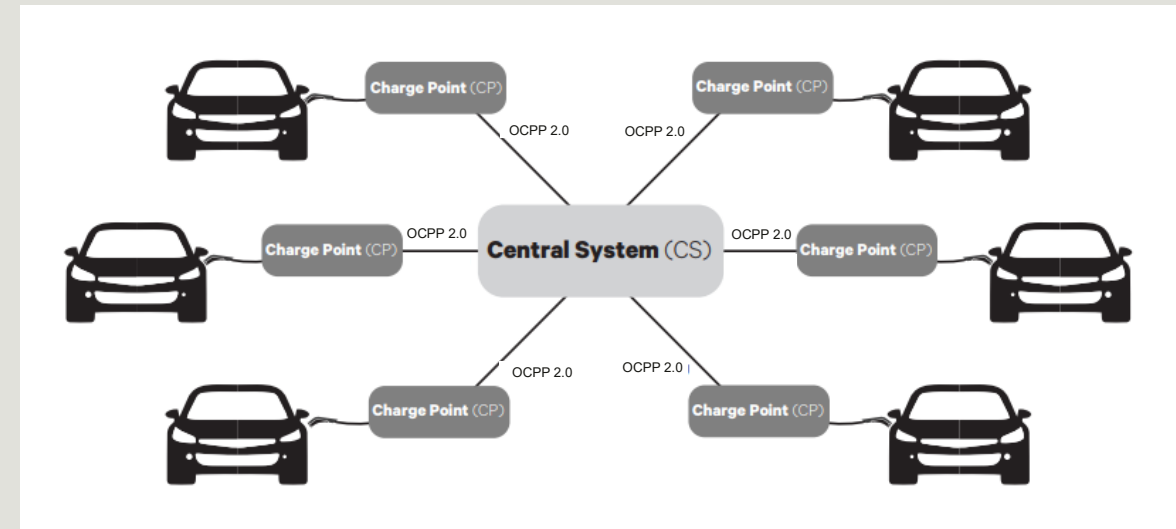 Charge Point (CP)
Charge Point (CP)
OCPP 2.0
OCPP 2.0
Charge Point (CP)
OCPP 2.0
Central System (CS)
OCPP 2.0
Charge Point (CP)
OCPP 2.0
OCPP 2.0
Charge Point (CP)
Charge Point (CP)